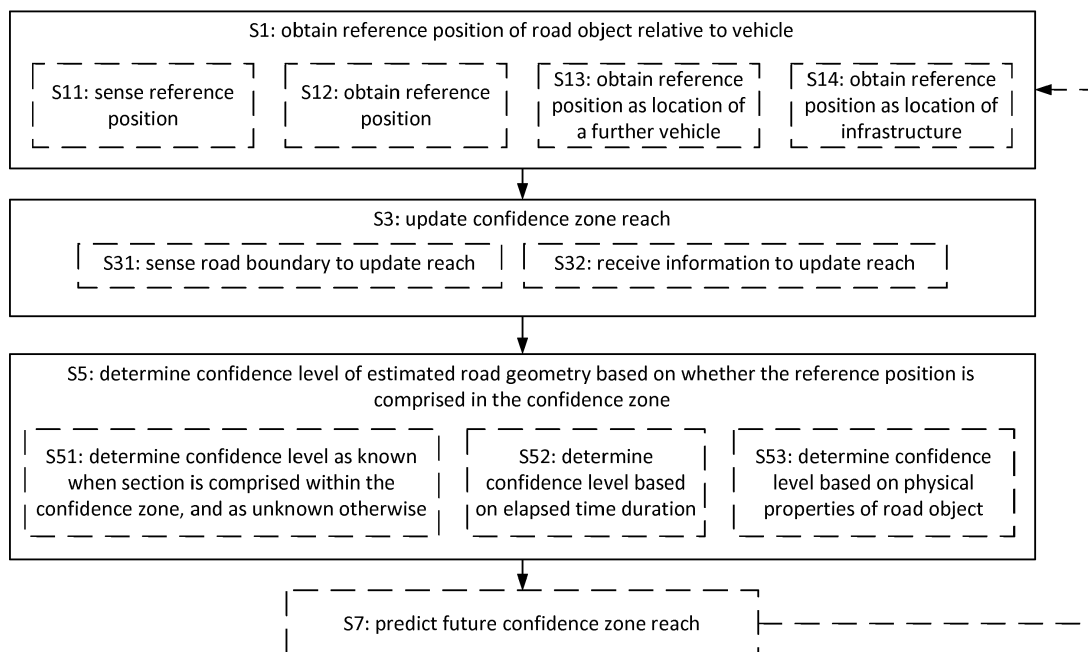 S1: obtain reference position of road object relative to vehicle
S11: sense reference
position
S12: obtain reference
position
S13: obtain reference
position as location of
a further vehicle
S14: obtain reference
position as location of
infrastructure
S3: update confidence zone reach
S31: sense road boundary to update reach
S32: receive information to update reach
S5: determine confidence level of estimated road geometry based on whether the reference position is
comprised in the confidence zone
S51: determine confidence level as known
when section is comprised within the
confidence zone, and as unknown otherwise
S52: determine
confidence level based
on elapsed time duration
S53: determine confidence
level based on physical
properties of road object
S7: predict future confidence zone reach